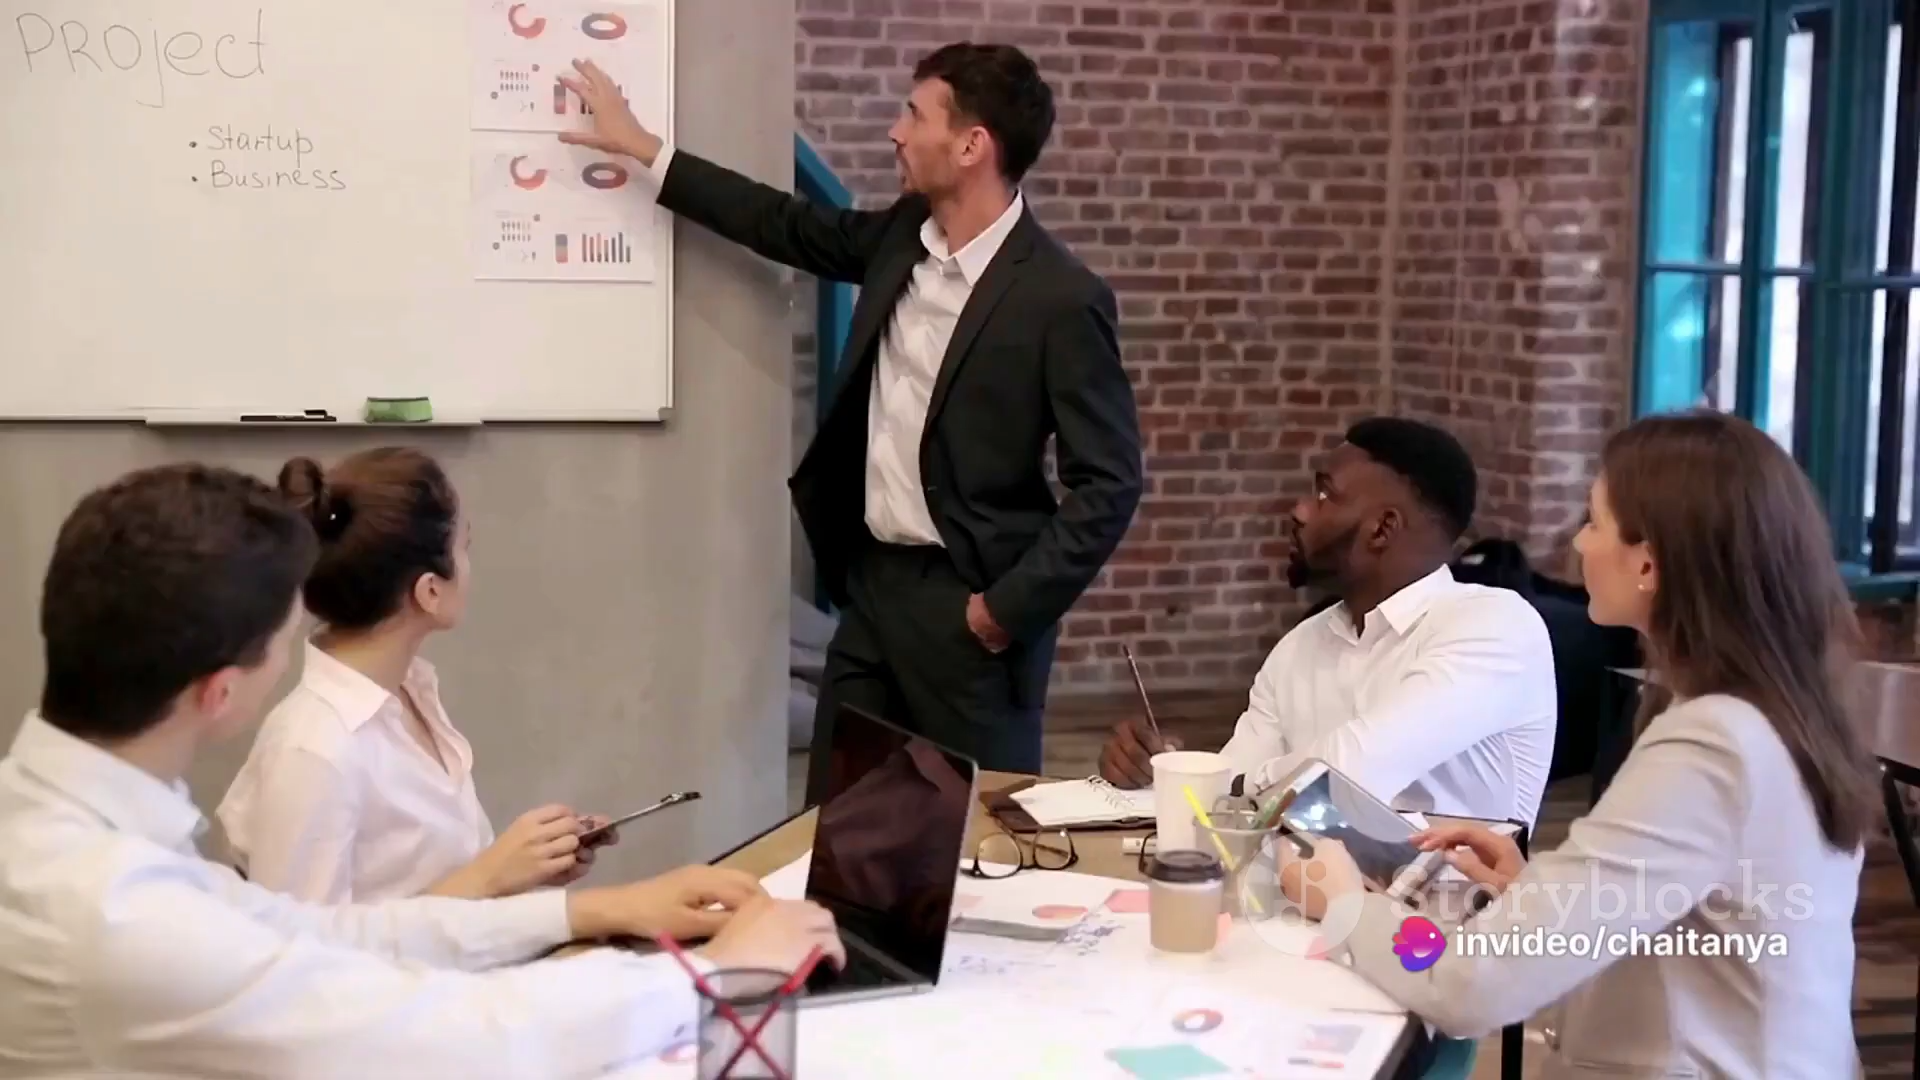 PROject
• Startup
• Business
Storyblocks
invideo/chaitanya